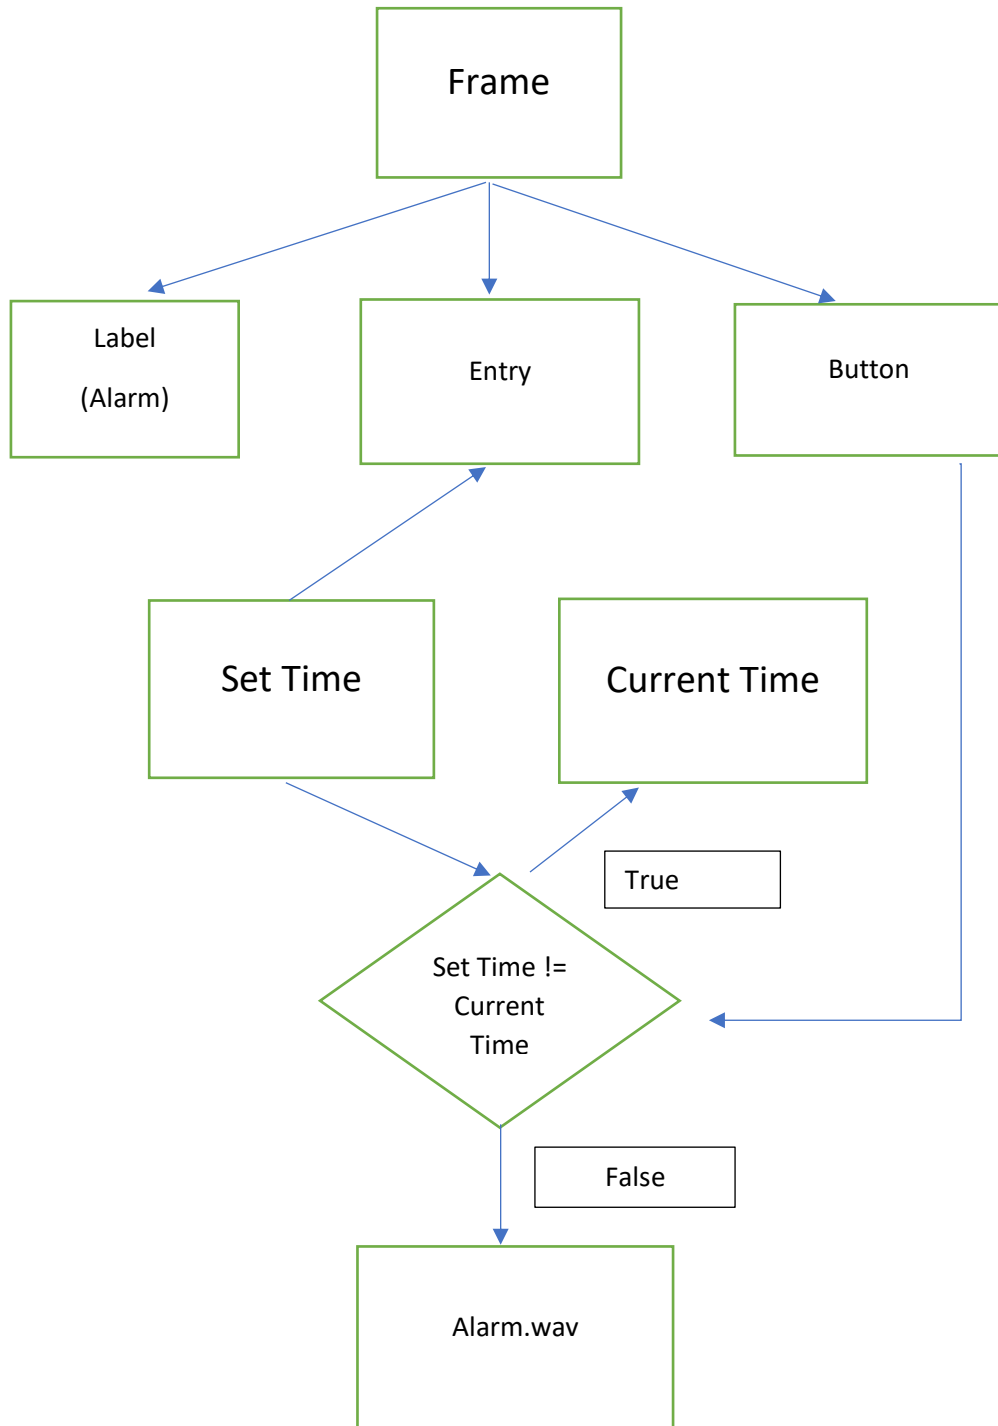 Frame
Label
(Alarm)
Entry
Button
Set Time
Current Time
True
Set Time !=
Current
Time
False
Alarm.wav